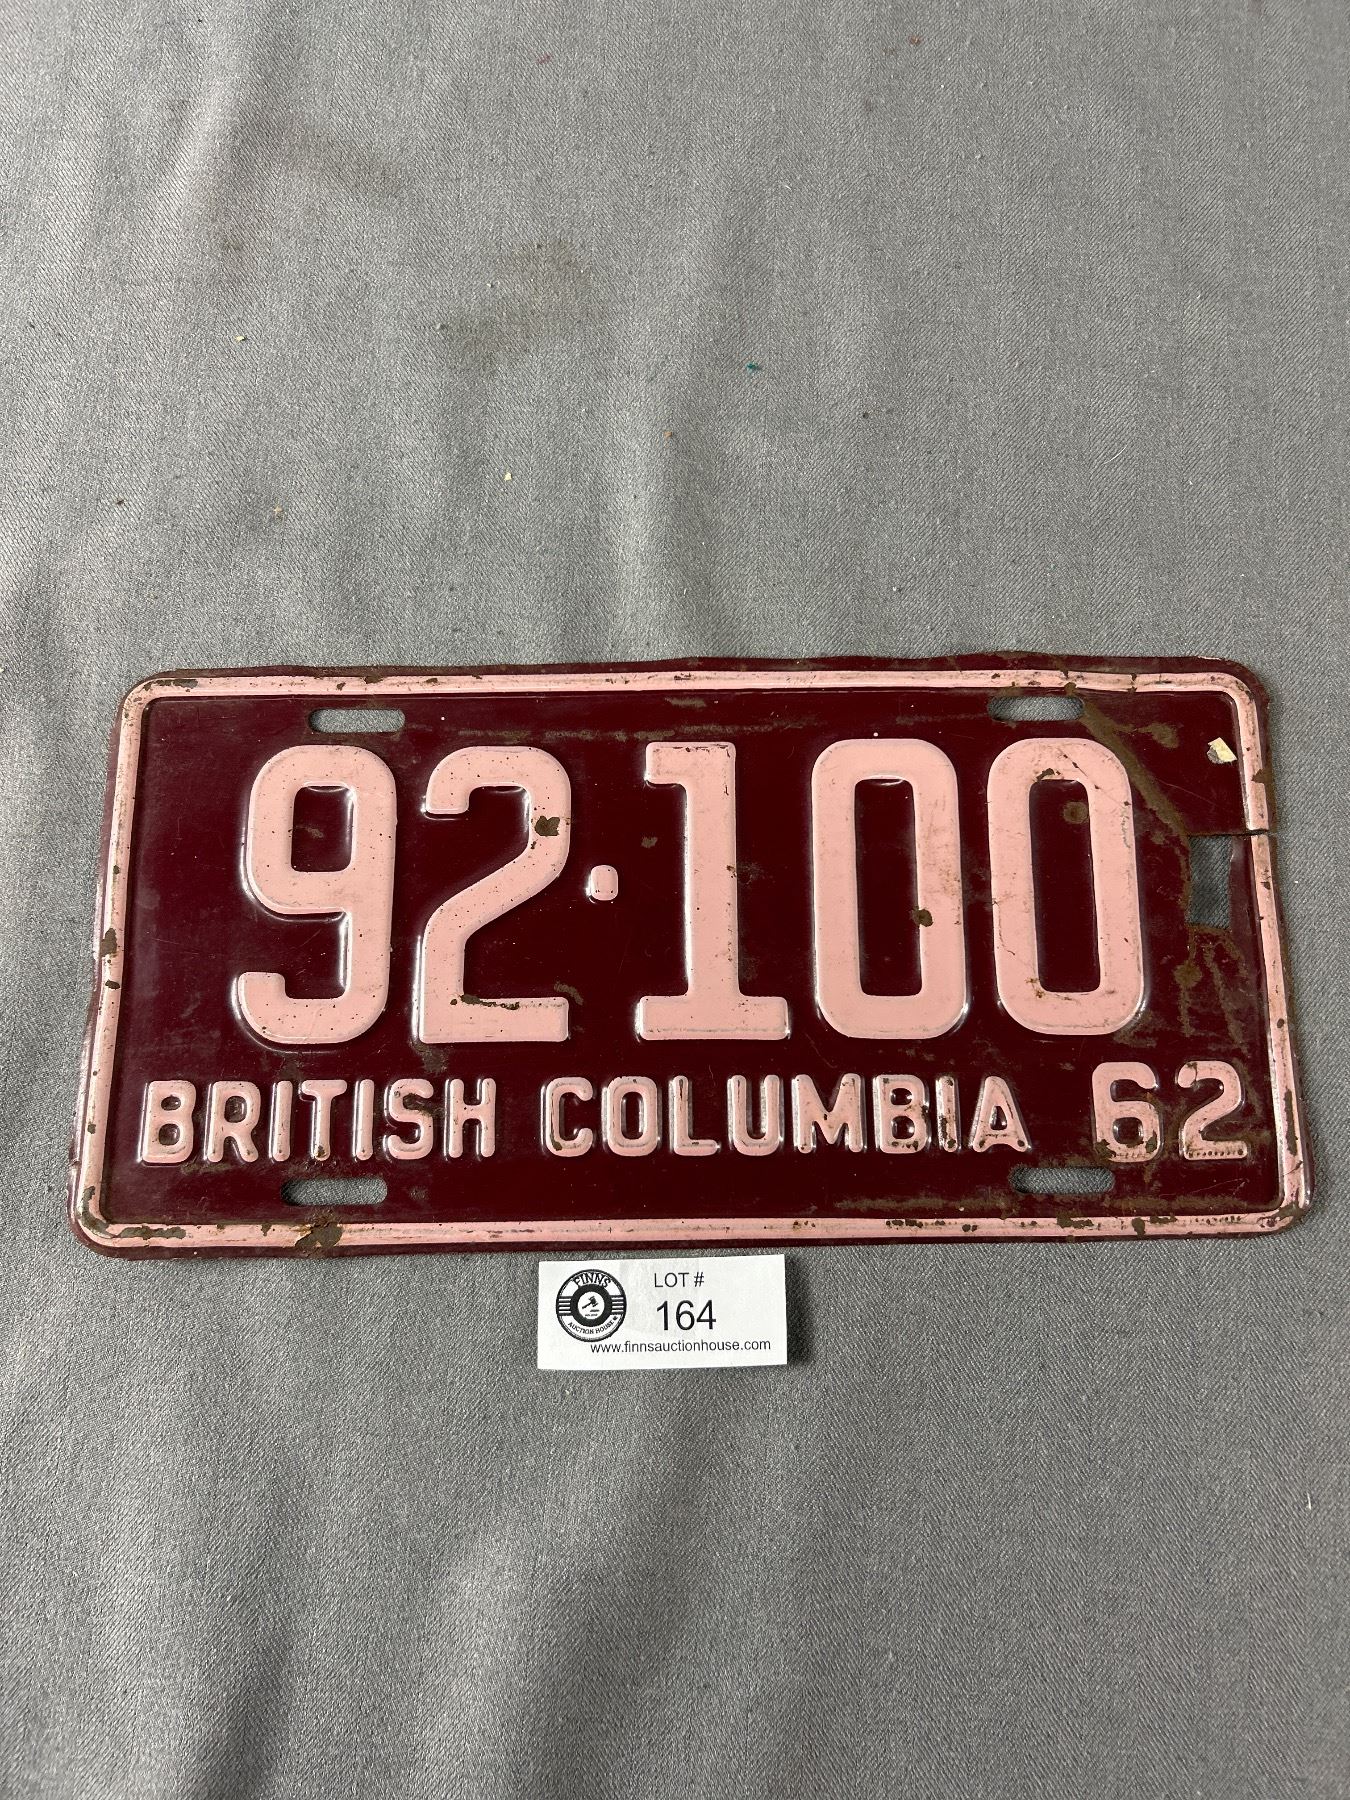 92·100
BRITISH COLUMBIA 62
FINNS
AUCTION HOUSE
LOT #
164
www.finnsauctionhouse.com